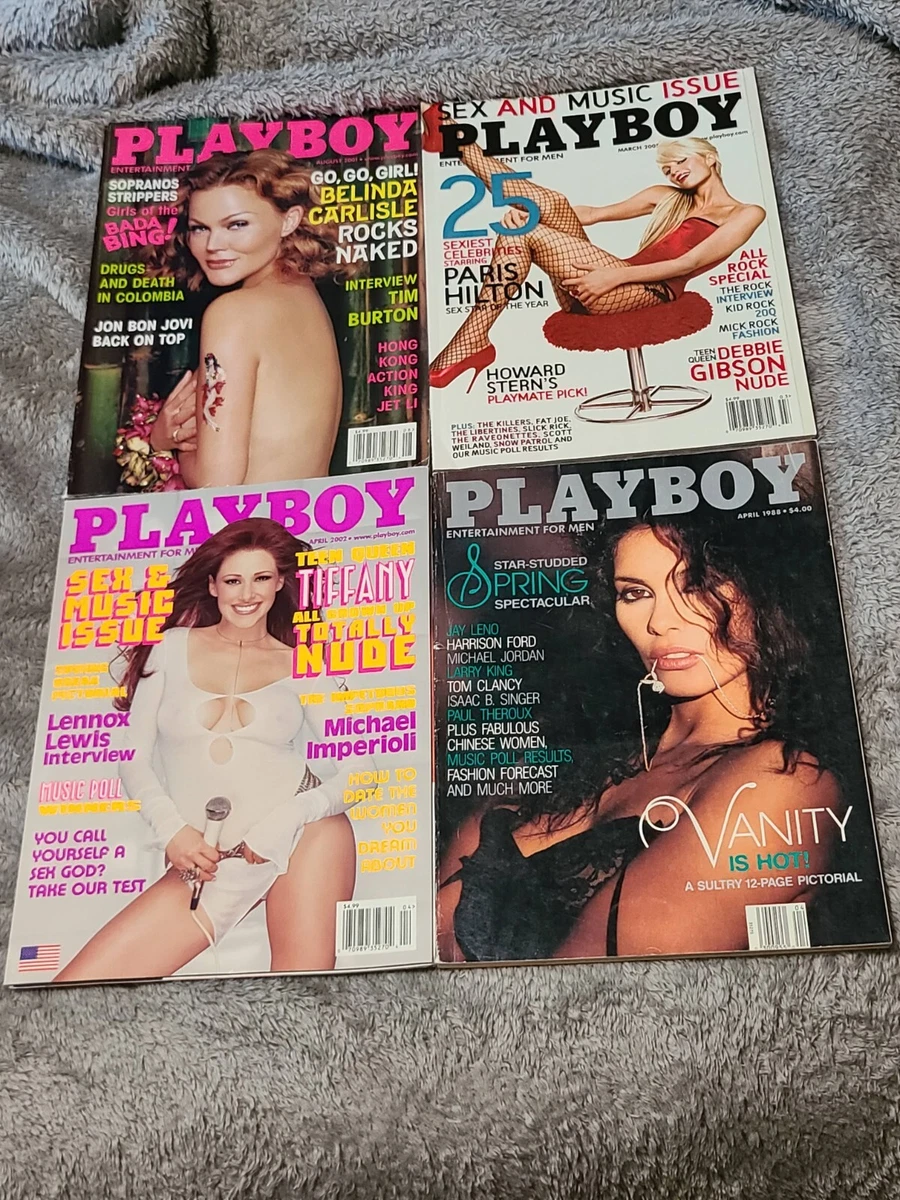 PLAYBOY
ENTERTAINMENT
AUGUST 2001 • www.playboy.com
SOPRANOS
STRIPPERS
Girls of the
BADA
BING!
DRUGS
AND DEATH
IN COLOMBIA
JON BON JOVI
BACK ON TOP
GO, GO, GIRL!
BELINDA
CARLISLE
ROCKS
NAKED
INTERVIEW
TIM
BURTON
HONG
KONG
ACTION
KING
JET LI
SEX AND MUSIC ISSUE
PLAYBOY
www.playboy.com
ENTERTAINMENT FOR MEN
MARCH
25
SEXIEST
CELEBRITIES
STARRING
PARIS
HILTON
SEX STAR OF THE YEAR
ALL
ROCK
SPECIAL
THE ROCK
INTERVIEW
KID ROCK
20Q
MICK ROCK
FASHION
TEEN
QUEEN DEBBIE
GIBSON
NUDE
HOWARD
STERN'S
PLAYMATE PICK!
PLUS: THE KILLERS, FAT JOE,
THE LIBERTINES, SLICK RICK,
THE RAVEONETTES, SCOTT
WEILAND, SNOW PATROL AND
OUR MUSIC POLL RESULTS
$4.99
PLAYBOY
ENTERTAINMENT FOR M
APRIL 2002 • www.playboy.com
SEX &
MUSIC
ISSUE
Lennox
Lewis
Interview
MUSIC POLL
WINNERS
YOU CALL
YOURSELF A
SEX GOD?
TAKE OUR TEST
TEEN QUEEN
TIFFANY
ALL GROWN UP
TOTALLY
NUDE
Michael
Imperioli
HOW TO
DATE THE
WOMEN
YOU
DREAM
ABOUT
$4.99
04
PLAYBOY
ENTERTAINMENT FOR MEN
APRIL 1988 • $4.00
STAR-STUDDED
SPRING
SPECTACULAR
JAY LENO
HARRISON FORD
MICHAEL JORDAN
LARRY KING
TOM CLANCY
ISAAC B. SINGER
PAUL THEROUX
PLUS FABULOUS
CHINESE WOMEN,
MUSIC POLL RESULTS,
FASHION FORECAST
AND MUCH MORE
VANITY
IS HOT!
A SULTRY 12-PAGE PICTORIAL
04